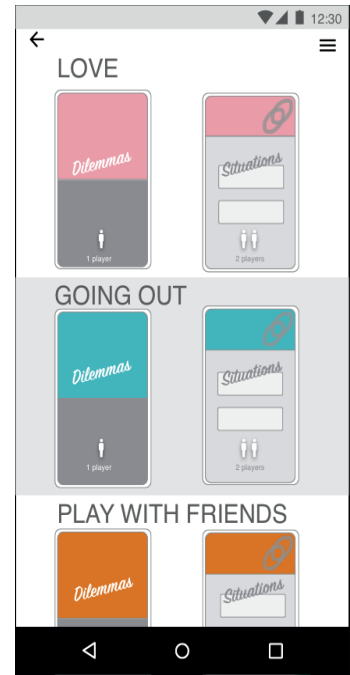 12:30
LOVE
Dilemmas
1 player
Situations
2 players
GOING OUT
Dilemmas
1 player
Situations
2 players
PLAY WITH FRIENDS
Dilemmas
Situations